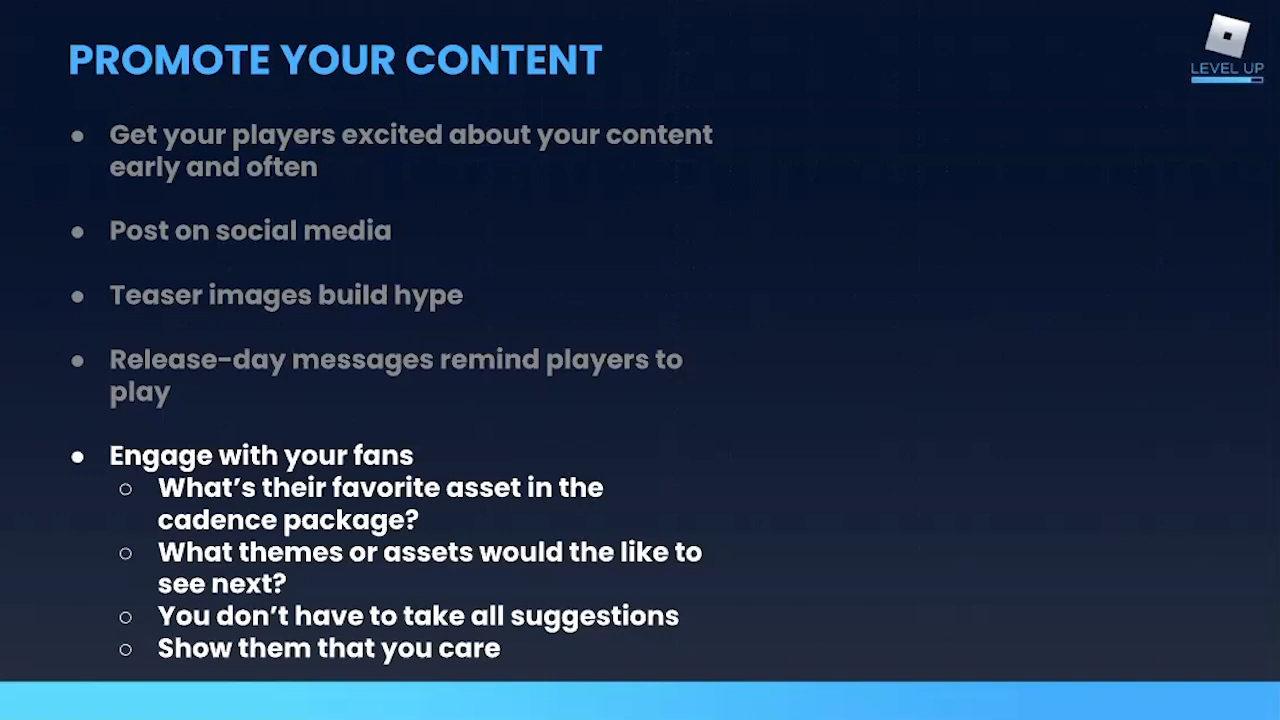 PROMOTE YOUR CONTENT
LEVEL UP
● Get your players excited about your content
early and often
● Post on social media
● Teaser images build hype
● Release-day messages remind players to
play
● Engage with your fans
○ What's their favorite asset in the
cadence package?
○ What themes or assets would the like to
see next?
○ You don't have to take all suggestions
○ Show them that you care